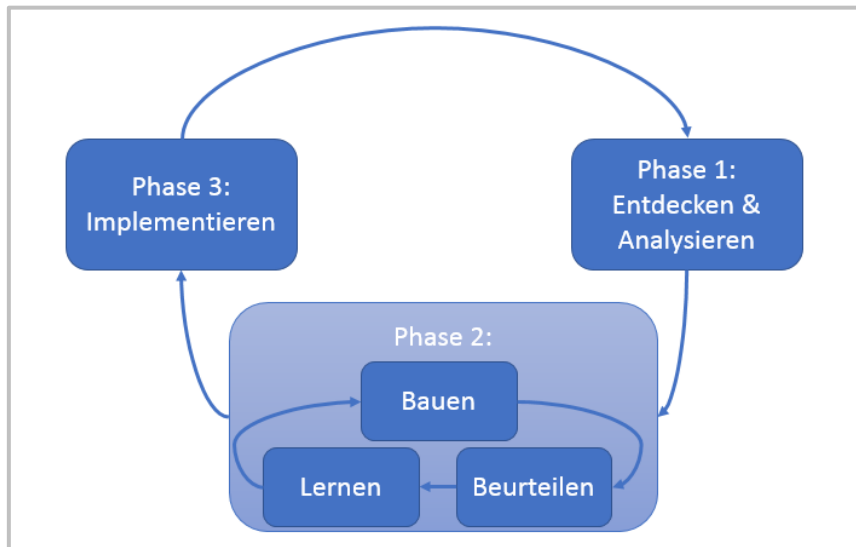 Phase 3:
Implementieren
Phase 1:
Entdecken &
Analysieren
Phase 2:
Bauen
Lernen
Beurteilen